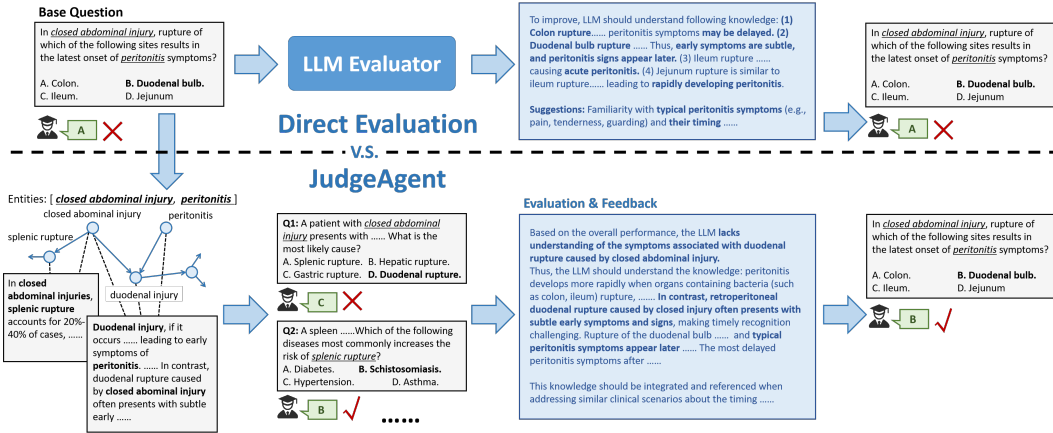 Base Question
In closed abdominal injury, rupture of
which of the following sites results in
the latest onset of peritonitis symptoms?
A. Colon. B. Duodenal bulb.
C. Ileum. D. Jejunum
A
LLM Evaluator
To improve, LLM should understand following knowledge: (1)
Colon rupture...... peritonitis symptoms may be delayed. (2)
Duodenal bulb rupture ...... Thus, early symptoms are subtle,
and peritonitis signs appear later. (3) Ileum rupture ......
causing acute peritonitis. (4) Jejunum rupture is similar to
ileum rupture...... leading to rapidly developing peritonitis.
Suggestions: Familiarity with typical peritonitis symptoms (e.g.,
pain, tenderness, guarding) and their timing ......
In closed abdominal injury, rupture of
which of the following sites results in
the latest onset of peritonitis symptoms?
A. Colon. B. Duodenal bulb.
C. Ileum. D. Jejunum
A
Direct Evaluation
V.S.
JudgeAgent
Entities: [ closed abdominal injury, peritonitis ]
closed abominal injury
peritonitis
splenic rupture
duodenal injury
In closed
abdominal injuries,
splenic rupture
accounts for 20%-
40% of cases, ......
Duodenal injury, if it
occurs ...... leading to early
symptoms of
peritonitis. ...... In contrast,
duodenal rupture caused
by closed abdominal injury
often presents with subtle
early ......
Q1: A patient with closed abdominal
injury presents with ...... What is the
most likely cause?
A. Splenic rupture. B. Hepatic rupture.
C. Gastric rupture. D. Duodenal rupture.
C
Q2: A spleen ......Which of the following
diseases most commonly increases the
risk of splenic rupture?
A. Diabetes. B. Schistosomiasis.
C. Hypertension. D. Asthma.
B
......
Evaluation & Feedback
Based on the overall performance, the LLM lacks
understanding of the symptoms associated with duodenal
rupture caused by closed abdominal injury.
Thus, the LLM should understand the knowledge: peritonitis
develops more rapidly when organs containing bacteria (such
as colon, ileum) rupture, ....... In contrast, retroperitoneal
duodenal rupture caused by closed injury often presents with
subtle early symptoms and signs, making timely recognition
challenging. Rupture of the duodenal bulb ...... and typical
peritonitis symptoms appear later ...... The most delayed
peritonitis symptoms after ......
This knowledge should be integrated and referenced when
addressing similar clinical scenarios about the timing ......
In closed abdominal injury, rupture of
which of the following sites results in
the latest onset of peritonitis symptoms?
A. Colon. B. Duodenal bulb.
C. Ileum. D. Jejunum
B